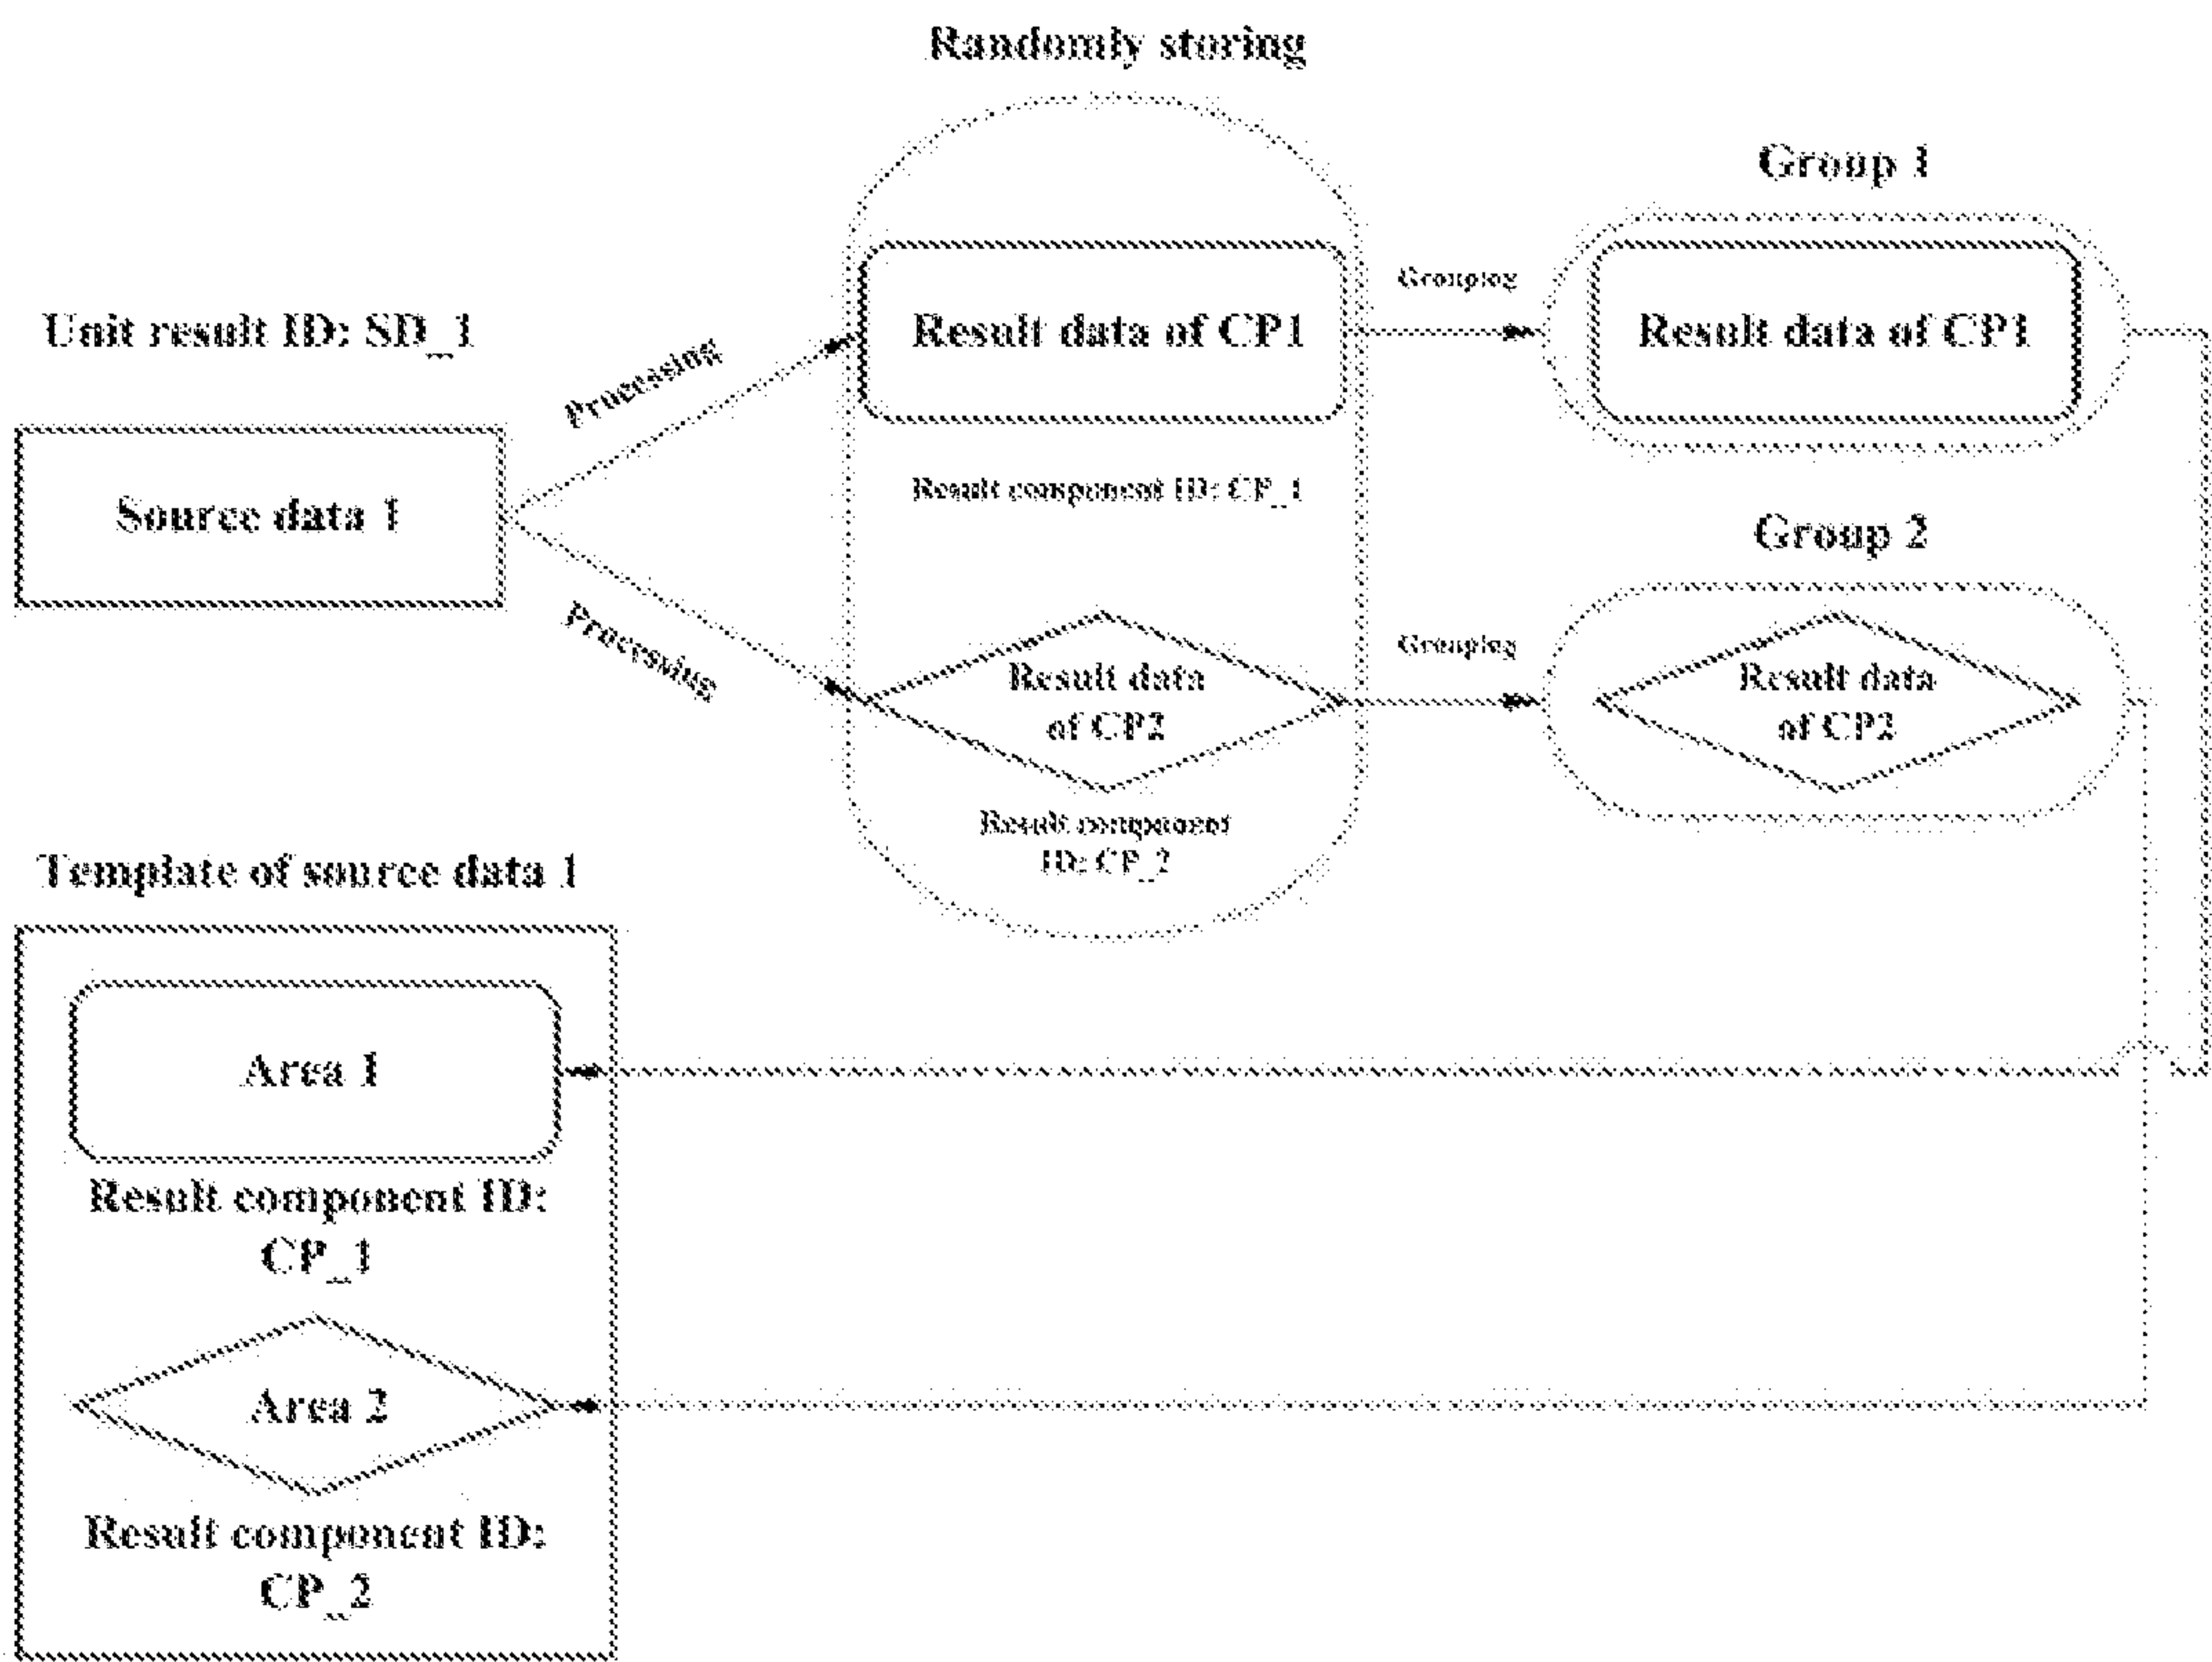 Randomly storing
Group 1
Grouping
Unit result ID: SD_1
Result data of CP1
Result data of CP1
Processing
Source data 1
Result component ID: CP_1
Group 2
Processing
Grouping
Result data
of CP2
Result data
of CP2
Result component
ID: CP_2
Template of source data 1
Area 1
Result component ID:
CP_1
Area 2
Result component ID:
CP_2